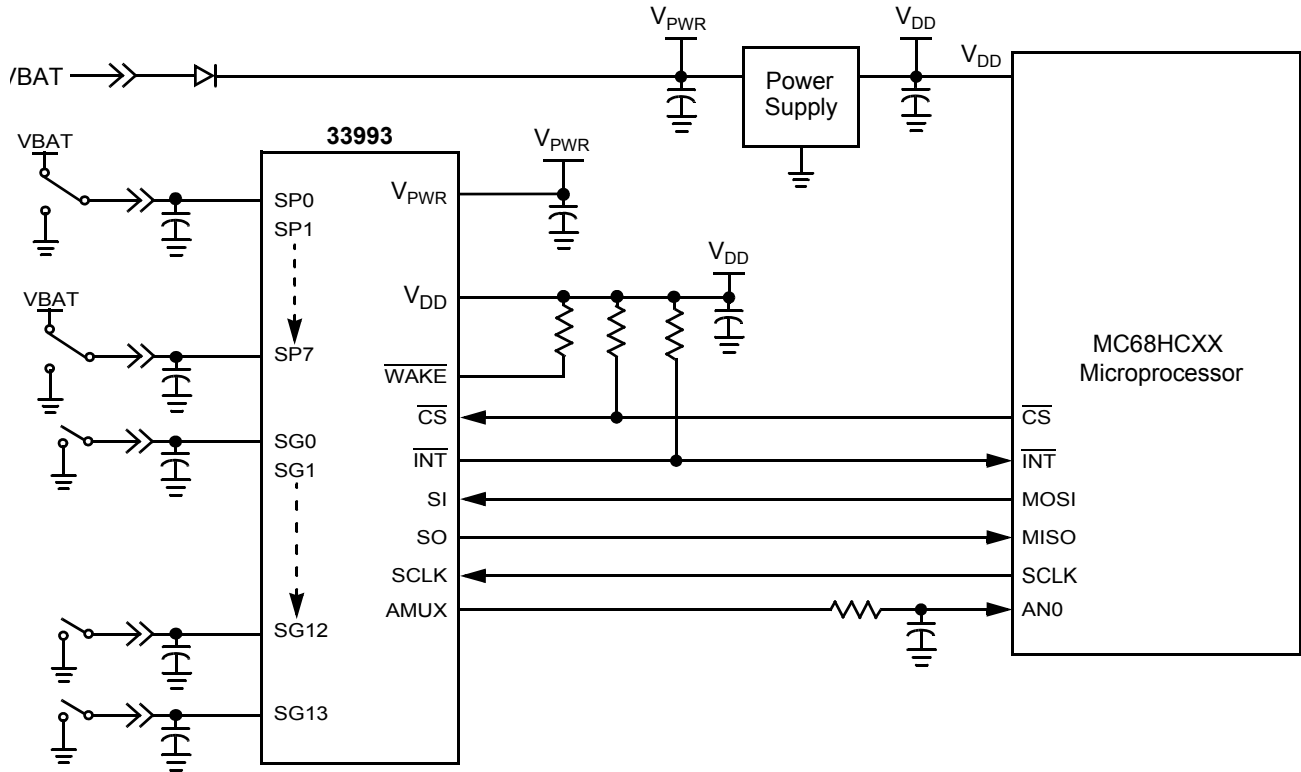 VPWR
VDD
/BAT
Power
Supply
VDD
33993
VBAT
VPWR
SP0
VPWR
SP1
VDD
VBAT
VDD
SP7
WAKE
MC68HCXX
Microprocessor
CS
CS
SG0
INT
INT
SG1
SI
MOSI
SO
MISO
SCLK
SCLK
AMUX
AN0
SG12
SG13